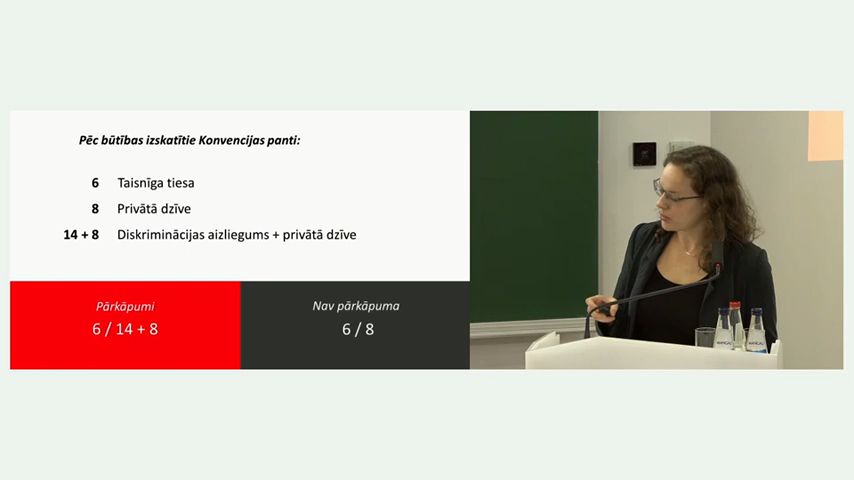 Pēc būtības izskatītie Konvencijas panti:
6 Taisnīga tiesa
8 Privātā dzīve
14 + 8 Diskriminācijas aizliegums + privātā dzīve
Pārkāpumi
6 / 14 + 8
Nav pārkāpuma
6 / 8